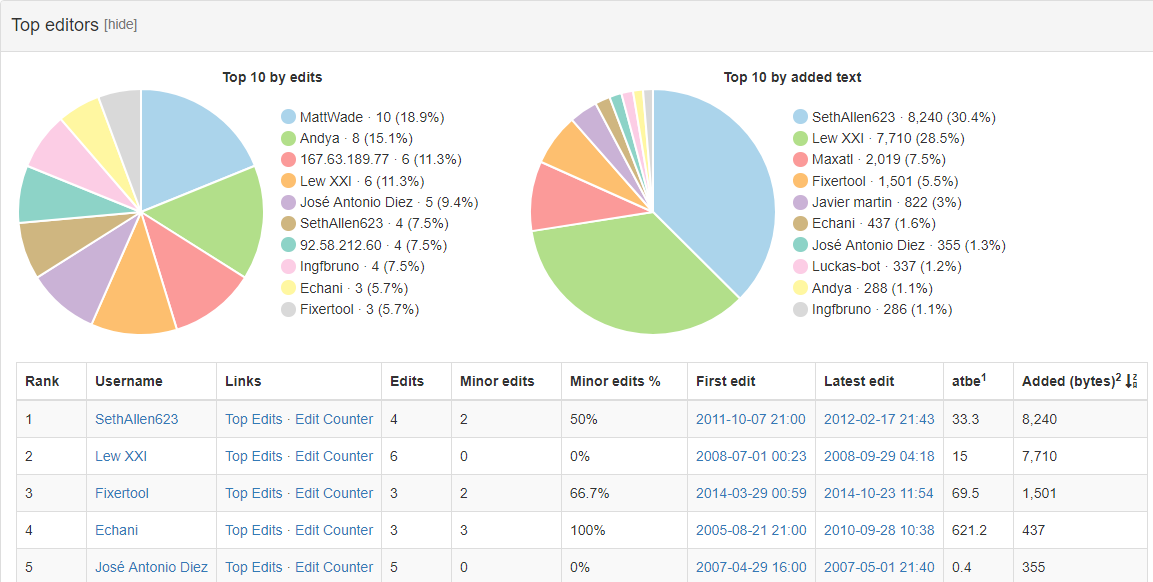 Top editors [hide]
Top 10 by edits
MattWade · 10 (18.9%)
Andya · 8 (15.1%)
167.63.189.77 · 6 (11.3%)
Lew XXI · 6 (11.3%)
José Antonio Diez · 5 (9.4%)
SethAllen623 · 4 (7.5%)
92.58.212.60 · 4 (7.5%)
Ingfbruno · 4 (7.5%)
Echani · 3 (5.7%)
Fixertool · 3 (5.7%)
Top 10 by added text
SethAllen623 · 8,240 (30.4%)
Lew XXI · 7,710 (28.5%)
Maxatl · 2,019 (7.5%)
Fixertool · 1,501 (5.5%)
Javier martin · 822 (3%)
Echani · 437 (1.6%)
José Antonio Diez · 355 (1.3%)
Luckas-bot · 337 (1.2%)
Andya · 288 (1.1%)
Ingfbruno · 286 (1.1%)
Rank Username Links Edits Minor edits Minor edits % First edit Latest edit atbe1 Added (bytes)2
1 SethAllen623 Top Edits · Edit Counter 4 2 50% 2011-10-07 21:00 2012-02-17 21:43 33.3 8,240
2 Lew XXI Top Edits · Edit Counter 6 0 0% 2008-07-01 00:23 2008-09-29 04:18 15 7,710
3 Fixertool Top Edits · Edit Counter 3 2 66.7% 2014-03-29 00:59 2014-10-23 11:54 69.5 1,501
4 Echani Top Edits · Edit Counter 3 3 100% 2005-08-21 21:00 2010-09-28 10:38 621.2 437
5 José Antonio Diez Top Edits · Edit Counter 5 0 0% 2007-04-29 16:00 2007-05-01 21:40 0.4 355